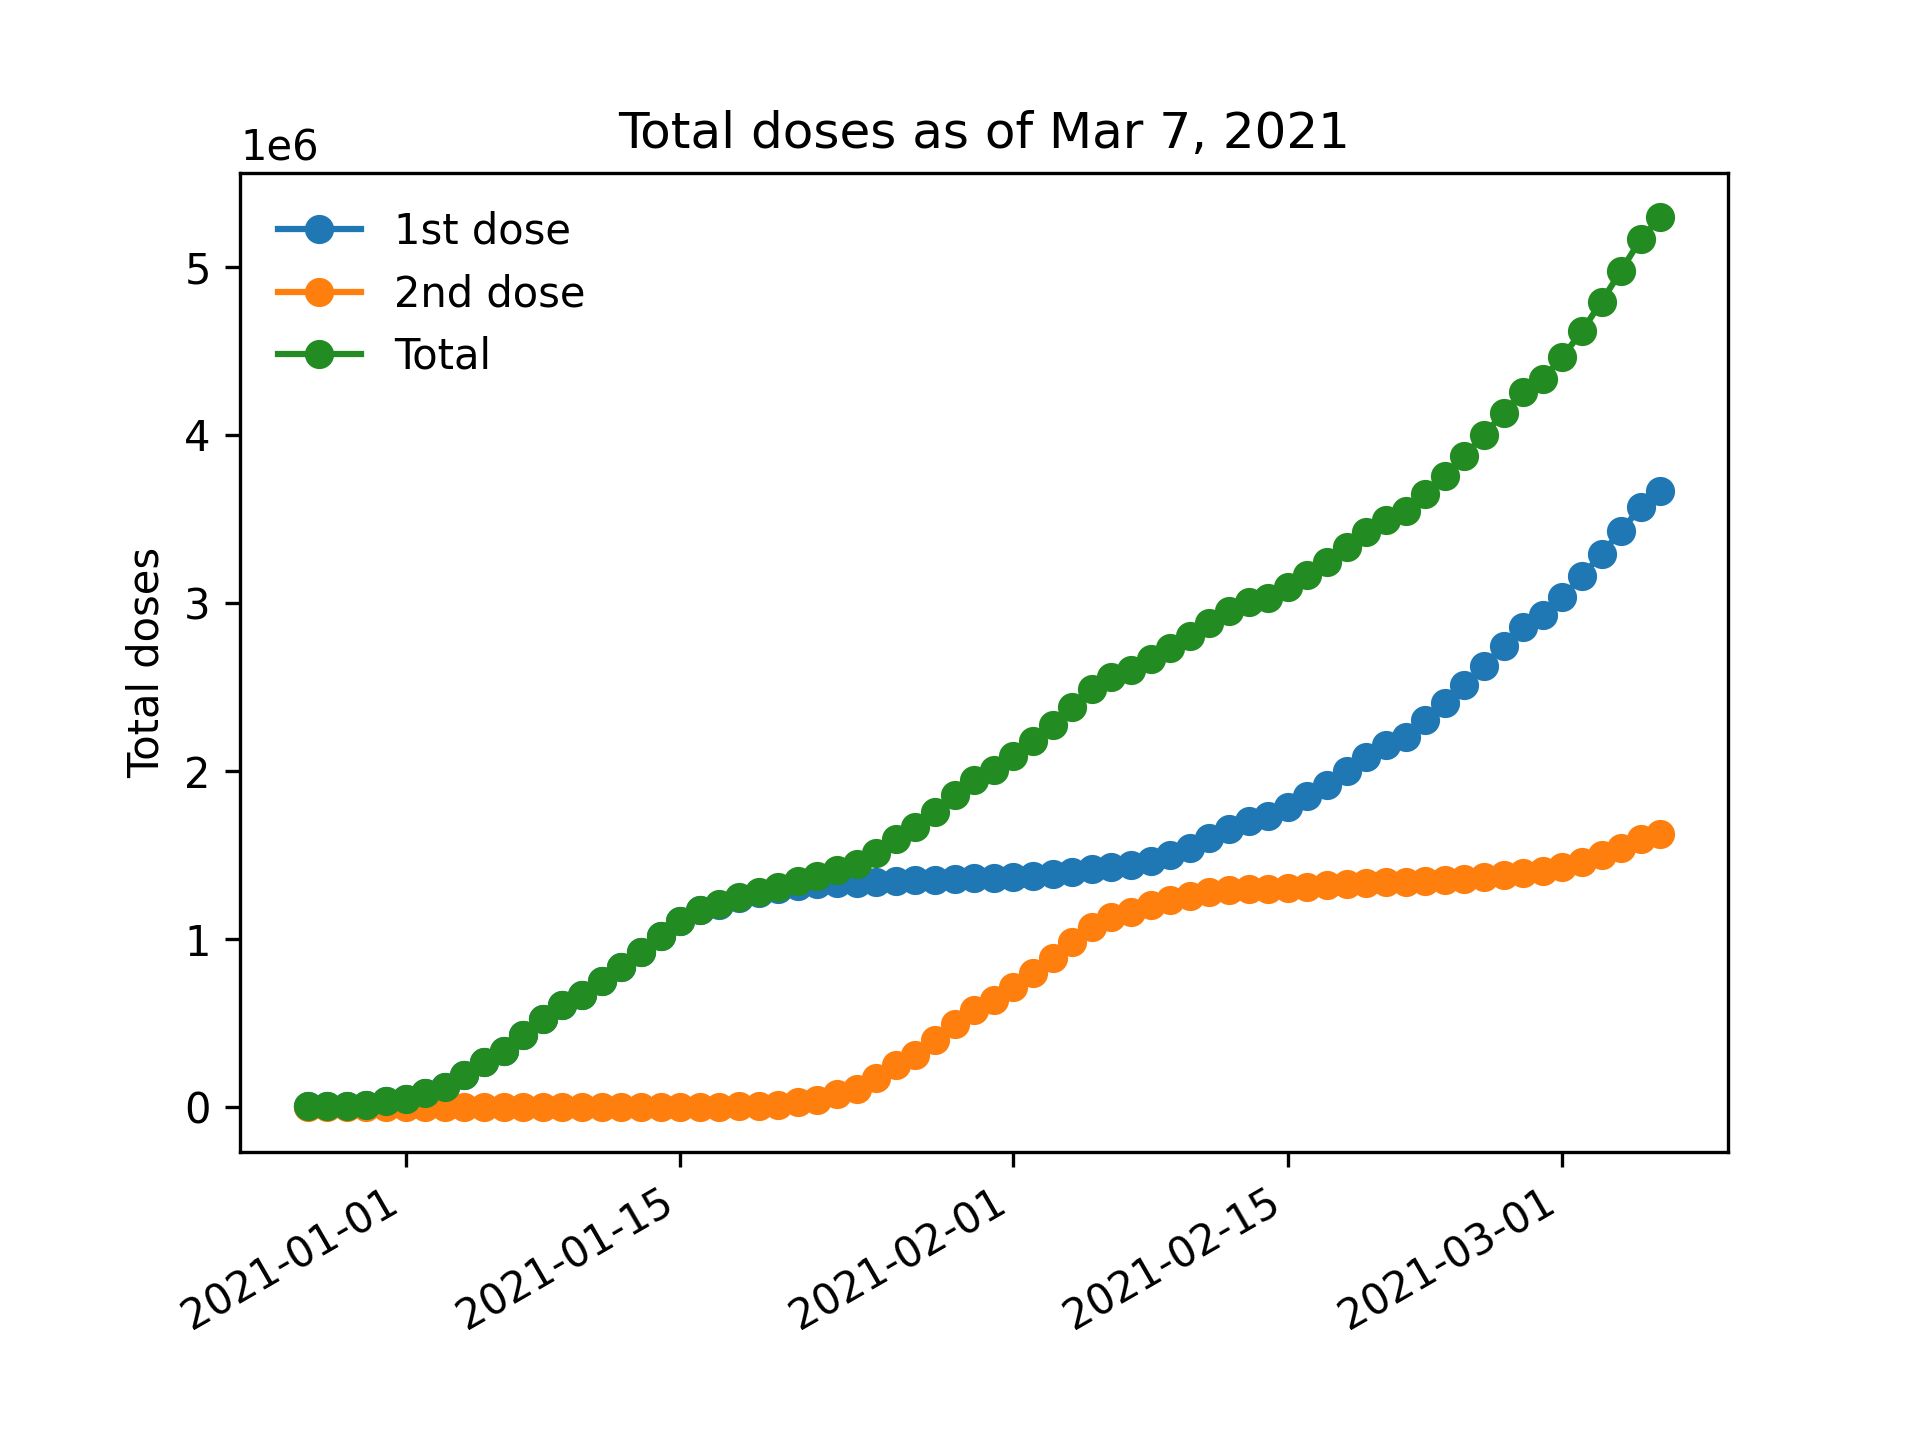 Total doses as of Mar 7, 2021
1e6
1st dose
2nd dose
Total
5
4
3
2
1
0
Total doses
2021-01-01
2021-01-15
2021-02-01
2021-02-15
2021-03-01